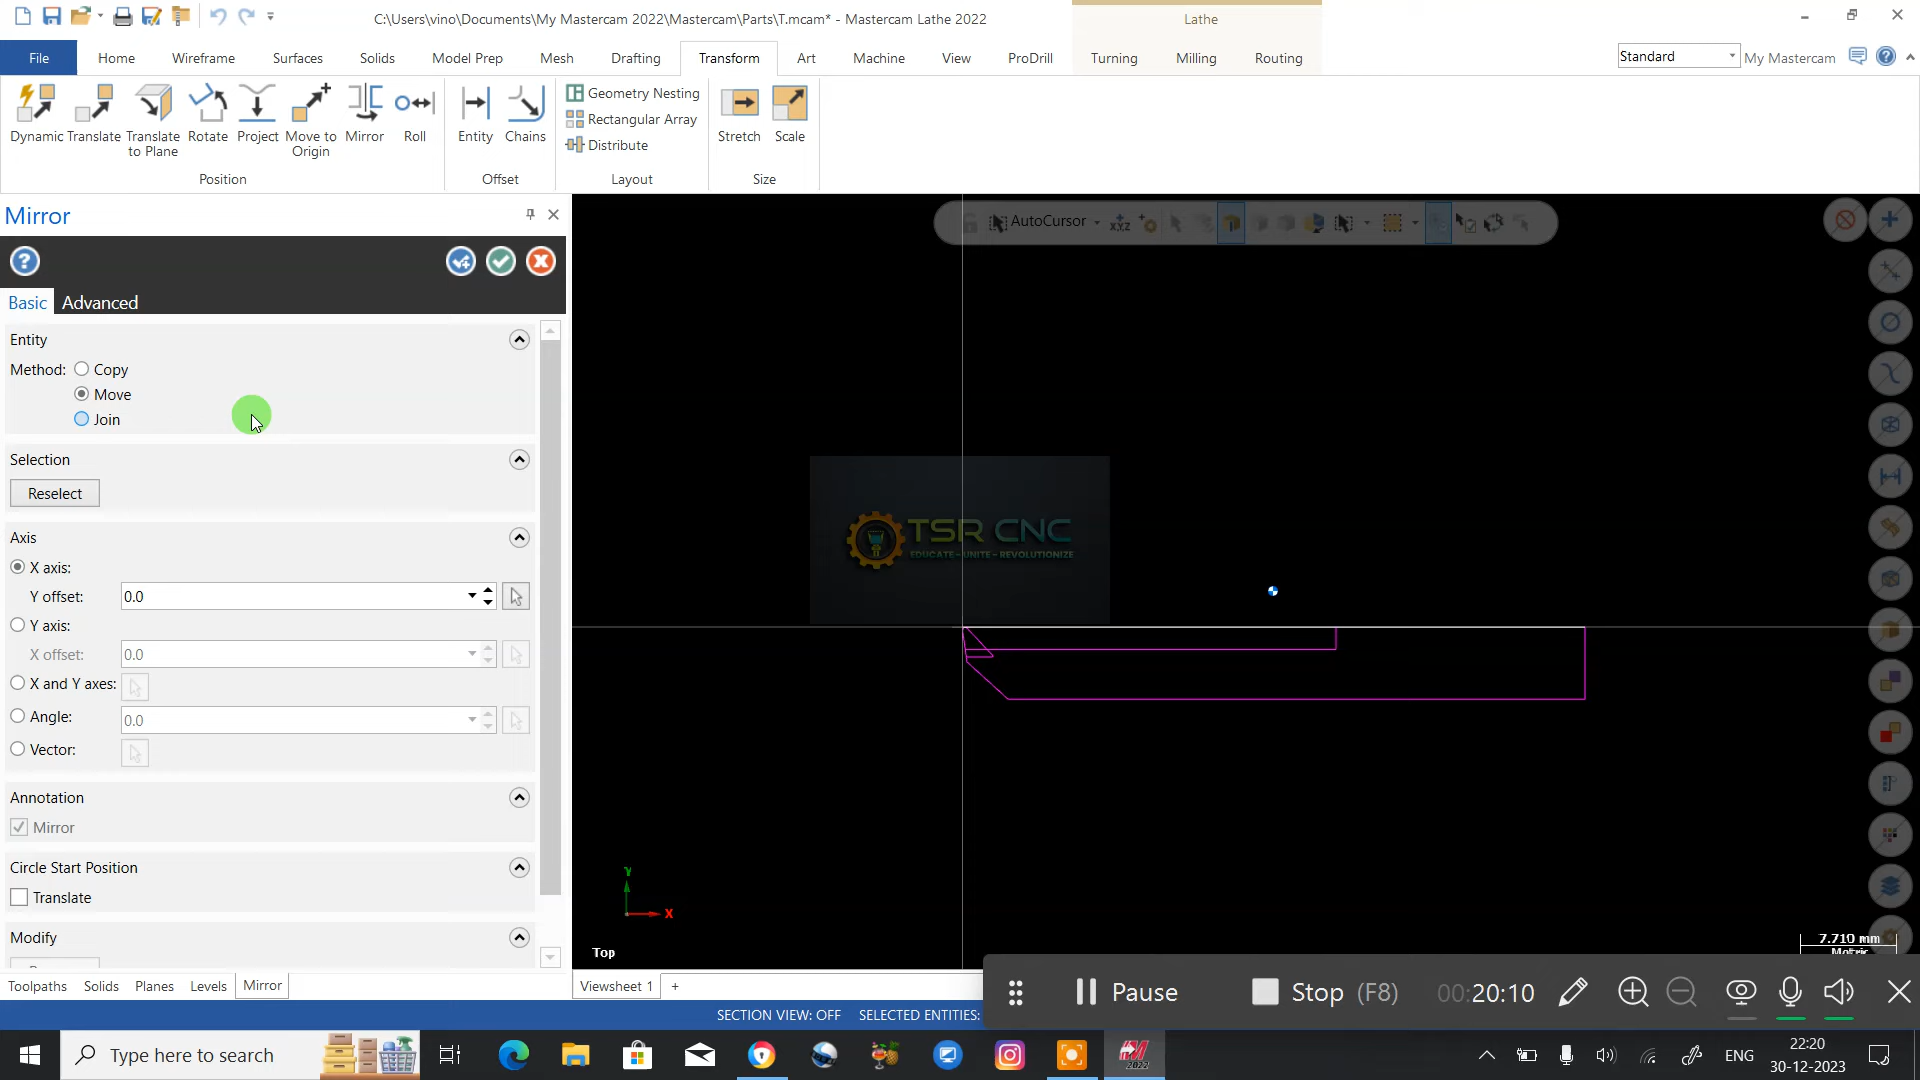 C:\Users\vino\Documents\My Mastercam 2022\Mastercam\Parts\T.mcam* - Mastercam Lathe 2022
Lathe
File Home Wireframe Surfaces Solids Model Prep Mesh Drafting Transform Art Machine View ProDrill Turning Milling Routing Standard My Mastercam
Geometry Nesting
Rectangular Array
Distribute
Dynamic Translate Translate to Plane Rotate Project Move to Origin Mirror Roll Entity Chains Stretch Scale
Position Offset Layout Size
Mirror
AutoCursor
XYZ
Basic Advanced
Entity
Method: Copy
Move
Join
Selection
Reselect
Axis
X axis:
Y offset: 0.0
Y axis:
X offset: 0.0
X and Y axes:
Angle: 0.0
Vector:
Annotation
Mirror
Circle Start Position
Translate
Modify
TSR CNC
EDUCATE - UNITE - REVOLUTIONIZE
Y
X
Top
7.710 mm
Metric
Toolpaths Solids Planes Levels Mirror
Viewsheet 1 +
Pause Stop (F8) 00:20:10
SECTION VIEW: OFF SELECTED ENTITIES:
Type here to search
2022
ENG
22:20
30-12-2023